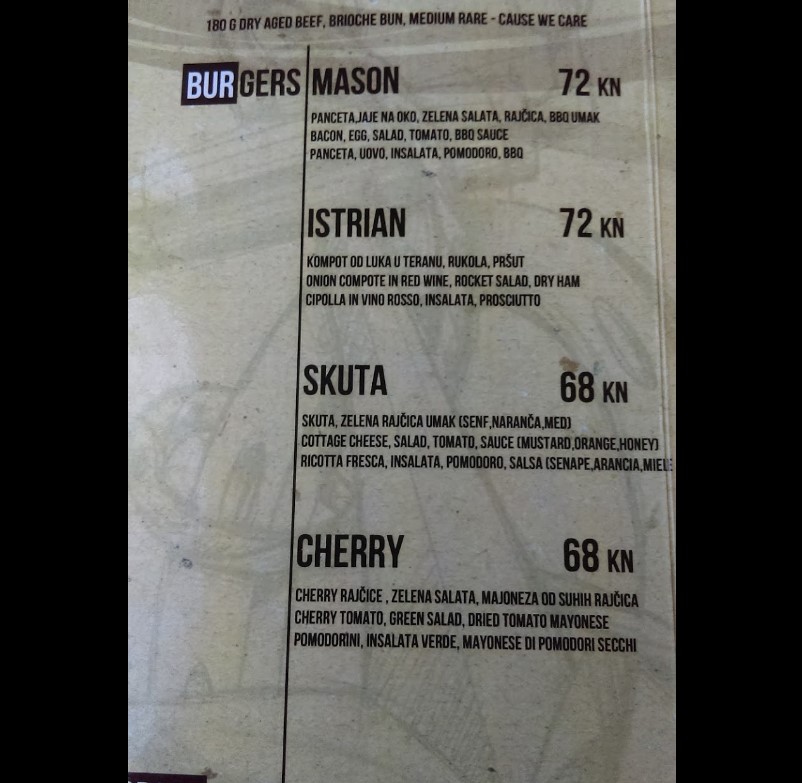 180 G DRY AGED BEEF, BRIOCHE BUN, MEDIUM RARE - CAUSE WE CARE
BURGERS MASON 72 KN
PANCETA,JAJE NA OKO, ZELENA SALATA, RAJČICA, BBQ UMAK
BACON, EGG, SALAD, TOMATO, BBQ SAUCE
PANCETA, UOVO, INSALATA, POMODORO, BBQ
ISTRIAN 72 KN
KOMPOT OD LUKA U TERANU, RUKOLA, PRŠUT
ONION COMPOTE IN RED WINE, ROCKET SALAD, DRY HAM
CIPOLLA IN VINO ROSSO, INSALATA, PROSCIUTTO
SKUTA 68 KN
SKUTA, ZELENA RAJČICA UMAK (SENF,NARANČA,MED)
COTTAGE CHEESE, SALAD, TOMATO, SAUCE (MUSTARD,ORANGE,HONEY)
RICOTTA FRESCA, INSALATA, POMODORO, SALSA (SENAPE,ARANCIA,MIELE
CHERRY 68 KN
CHERRY RAJČICE , ZELENA SALATA, MAJONEZA OD SUHIH RAJČICA
CHERRY TOMATO, GREEN SALAD, DRIED TOMATO MAYONESE
POMODORINI, INSALATA VERDE, MAYONESE DI POMODORI SECCHI